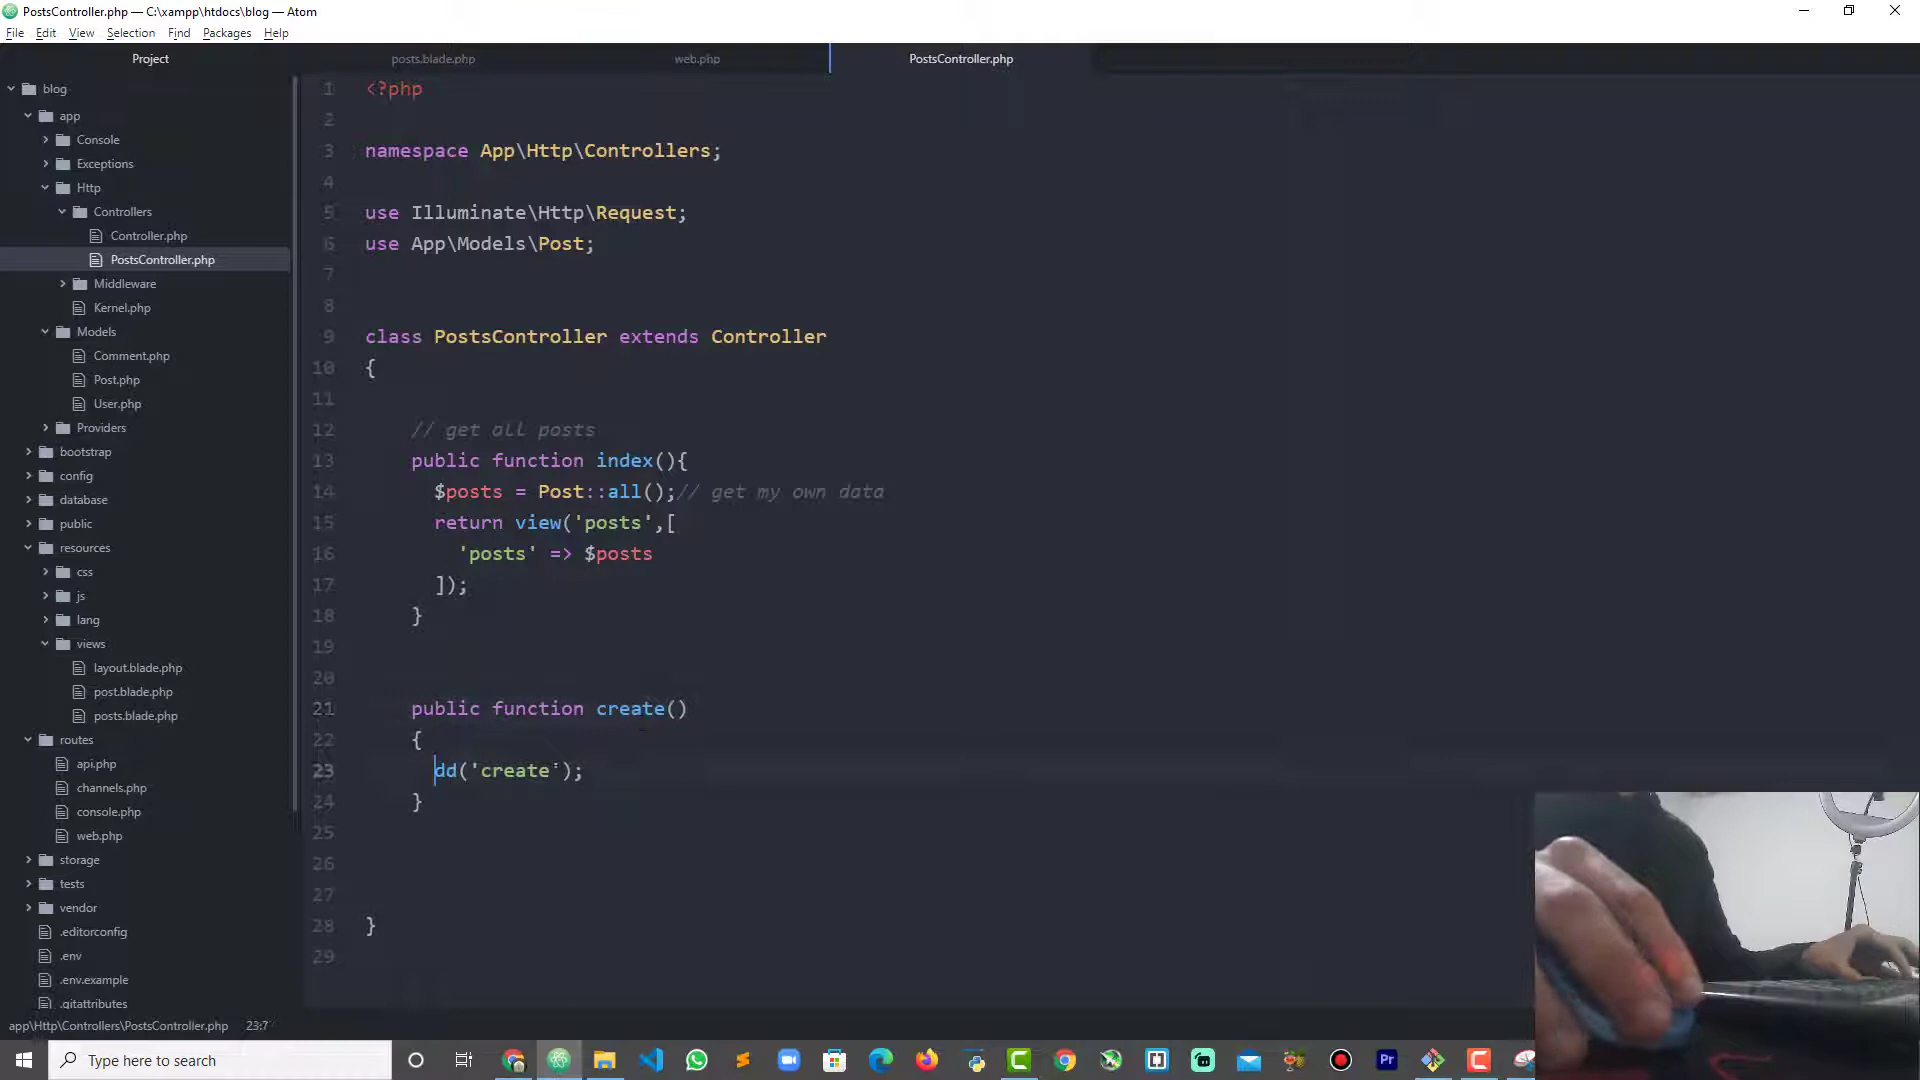 PostsController.php — C:\xampp\htdocs\blog — Atom
File Edit View Selection Find Packages Help
Project
posts.blade.php
web.php
PostsController.php
blog
app
Console
Exceptions
Http
Controllers
Controller.php
PostsController.php
Middleware
Kernel.php
Models
Comment.php
Post.php
User.php
Providers
bootstrap
config
database
public
resources
css
js
lang
views
layout.blade.php
post.blade.php
posts.blade.php
routes
api.php
channels.php
console.php
web.php
storage
tests
vendor
.editorconfig
.env
.env.example
.gitattributes
1 <?php
2
3 namespace App\Http\Controllers;
4
5 use Illuminate\Http\Request;
6 use App\Models\Post;
7
8
9 class PostsController extends Controller
10 {
11
12 // get all posts
13 public function index(){
14 $posts = Post::all();// get my own data
15 return view('posts',[
16 'posts' => $posts
17 ]);
18 }
19
20
21 public function create()
22 {
23 dd('create');
24 }
25
26
27
28 }
29
app\Http\Controllers\PostsController.php 23:7
Type here to search
Pr